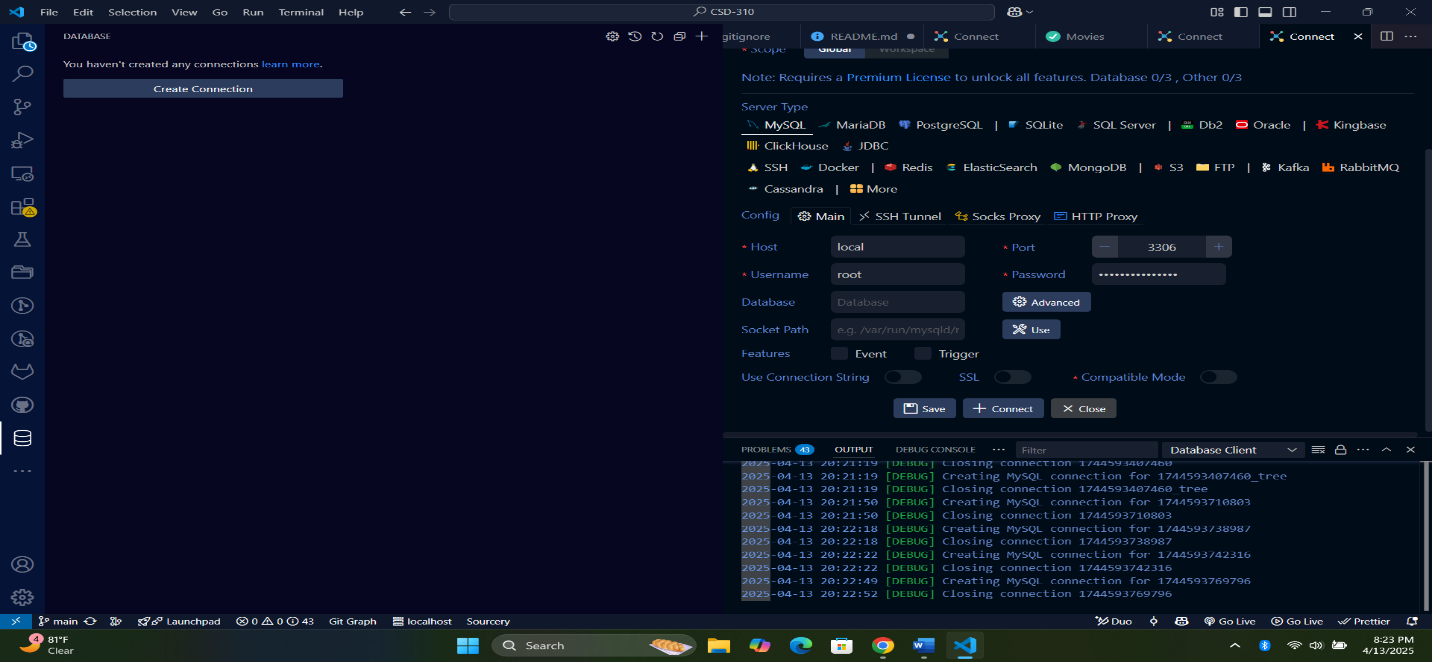 File Edit Selection View Go Run Terminal Help CSD-310
DATABASE
You haven't created any connections learn more.
Create Connection
gitignore README.md Connect Movies Connect Connect
Scope Global Workspace
Note: Requires a Premium License to unlock all features. Database 0/3 , Other 0/3
Server Type
MySQL MariaDB PostgreSQL | SQLite SQL Server | Db2 Oracle | Kingbase
ClickHouse JDBC
SSH Docker | Redis ElasticSearch MongoDB | S3 FTP | Kafka RabbitMQ
Cassandra | More
Config Main SSH Tunnel Socks Proxy HTTP Proxy
* Host local * Port 3306
* Username root * Password •••••••••••••••
Database Database Advanced
Socket Path e.g. /var/run/mysqld/r Use
Features Event Trigger
Use Connection String SSL * Compatible Mode
Save Connect Close
PROBLEMS 43 OUTPUT DEBUG CONSOLE ... Filter Database Client
2025-04-13 20:21:19 [DEBUG] Closing connection 1744593407460
2025-04-13 20:21:19 [DEBUG] Creating MySQL connection for 1744593407460_tree
2025-04-13 20:21:19 [DEBUG] Closing connection 1744593407460_tree
2025-04-13 20:21:50 [DEBUG] Creating MySQL connection for 1744593710803
2025-04-13 20:21:50 [DEBUG] Closing connection 1744593710803
2025-04-13 20:22:18 [DEBUG] Creating MySQL connection for 1744593738987
2025-04-13 20:22:18 [DEBUG] Closing connection 1744593738987
2025-04-13 20:22:22 [DEBUG] Creating MySQL connection for 1744593742316
2025-04-13 20:22:22 [DEBUG] Closing connection 1744593742316
2025-04-13 20:22:49 [DEBUG] Creating MySQL connection for 1744593769796
2025-04-13 20:22:52 [DEBUG] Closing connection 1744593769796
main Launchpad 0 0 43 Git Graph localhost Sourcery Duo Go Live Go Live Prettier
4 81°F
Clear
Search
8:23 PM
4/13/2025